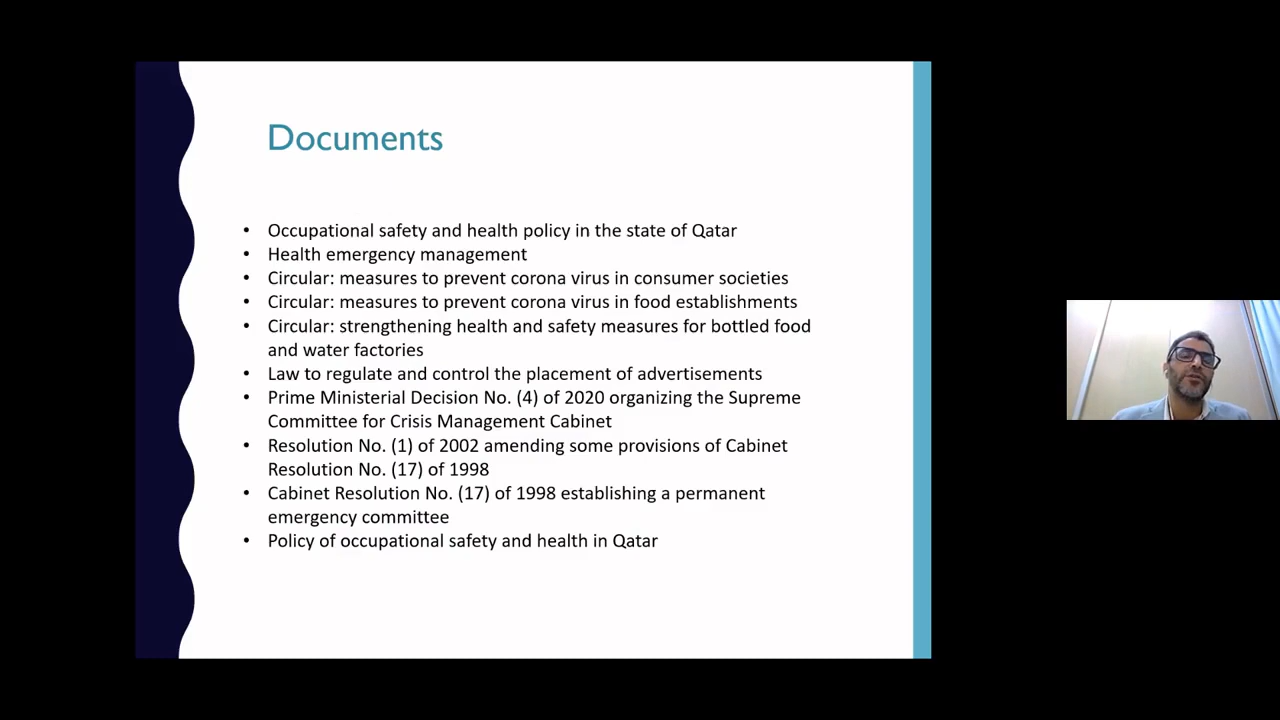 Documents
• Occupational safety and health policy in the state of Qatar
• Health emergency management
• Circular: measures to prevent corona virus in consumer societies
• Circular: measures to prevent corona virus in food establishments
• Circular: strengthening health and safety measures for bottled food
and water factories
• Law to regulate and control the placement of advertisements
• Prime Ministerial Decision No. (4) of 2020 organizing the Supreme
Committee for Crisis Management Cabinet
• Resolution No. (1) of 2002 amending some provisions of Cabinet
Resolution No. (17) of 1998
• Cabinet Resolution No. (17) of 1998 establishing a permanent
emergency committee
• Policy of occupational safety and health in Qatar